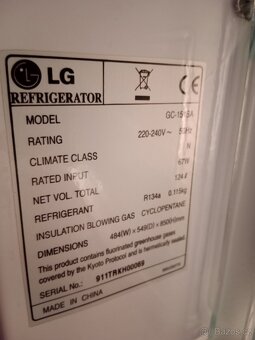 LG
REFRIGERATOR
MODEL GC-151SA
RATING 220-240V~ 50Hz
CLIMATE CLASS N
RATED INPUT 67W
NET VOL. TOTAL 124ℓ
REFRIGERANT R134a 0.115kg
INSULATION BLOWING GAS CYCLOPENTANE
DIMENSIONS 484(W) x 549(D) x 850(H)mm
This product contains fluorinated greenhouse gases
covered by the Kyoto Protocol and is hermetically sealed.
SERIAL No.: 911TRKH00069
MADE IN CHINA